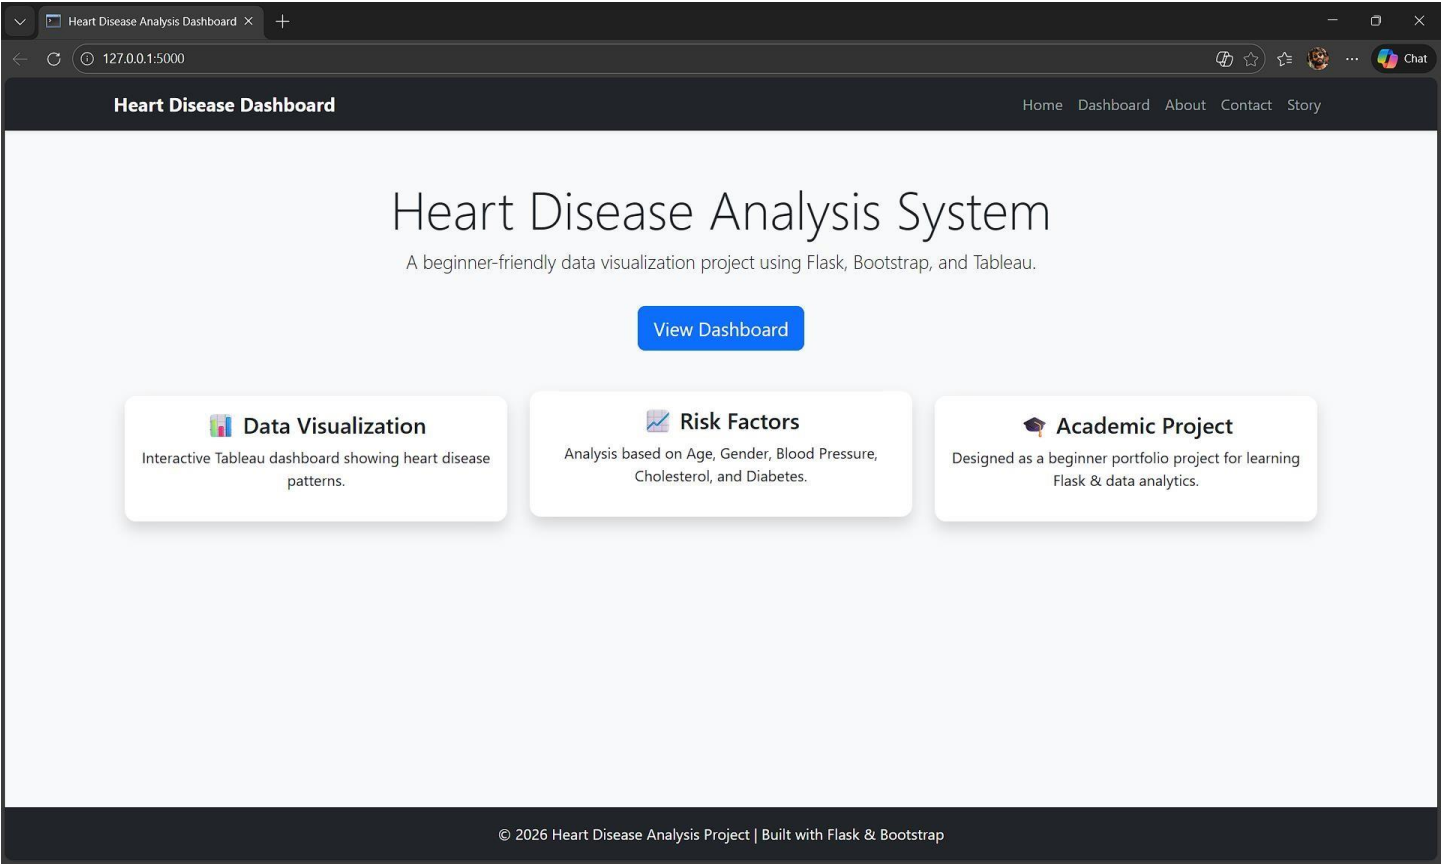 Heart Disease Analysis Dashboard
127.0.0.1:5000
Chat
Heart Disease Dashboard
Home Dashboard About Contact Story
Heart Disease Analysis System
A beginner-friendly data visualization project using Flask, Bootstrap, and Tableau.
View Dashboard
Data Visualization
Interactive Tableau dashboard showing heart disease
patterns.
Risk Factors
Analysis based on Age, Gender, Blood Pressure,
Cholesterol, and Diabetes.
Academic Project
Designed as a beginner portfolio project for learning
Flask & data analytics.
© 2026 Heart Disease Analysis Project | Built with Flask & Bootstrap